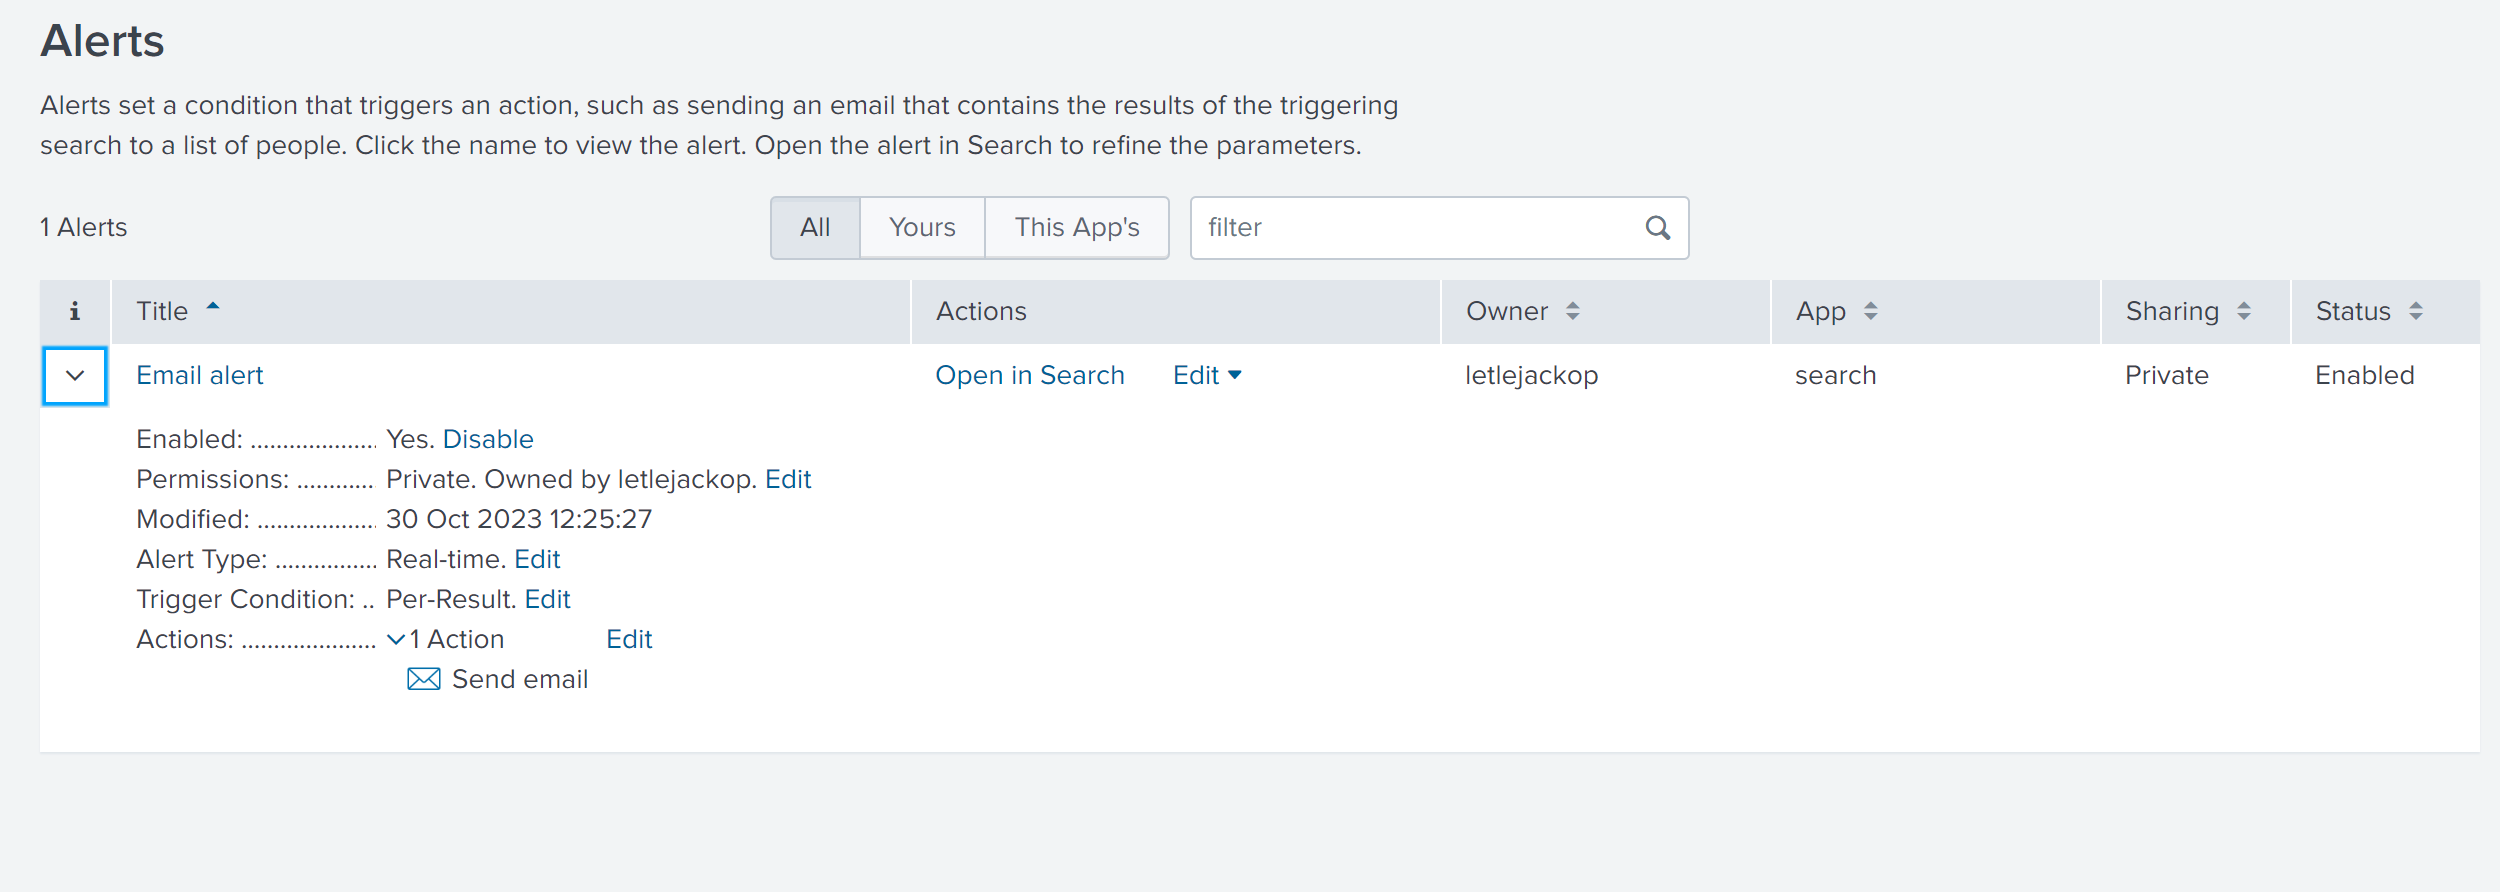 Alerts
Alerts set a condition that triggers an action, such as sending an email that contains the results of the triggering
search to a list of people. Click the name to view the alert. Open the alert in Search to refine the parameters.
1 Alerts All Yours This App's filter
i Title Actions Owner App Sharing Status
Email alert Open in Search Edit letlejackop search Private Enabled
Enabled: .................... Yes. Disable
Permissions: ............ Private. Owned by letlejackop. Edit
Modified: ................... 30 Oct 2023 12:25:27
Alert Type: ................ Real-time. Edit
Trigger Condition: .. Per-Result. Edit
Actions: ..................... 1 Action Edit
Send email